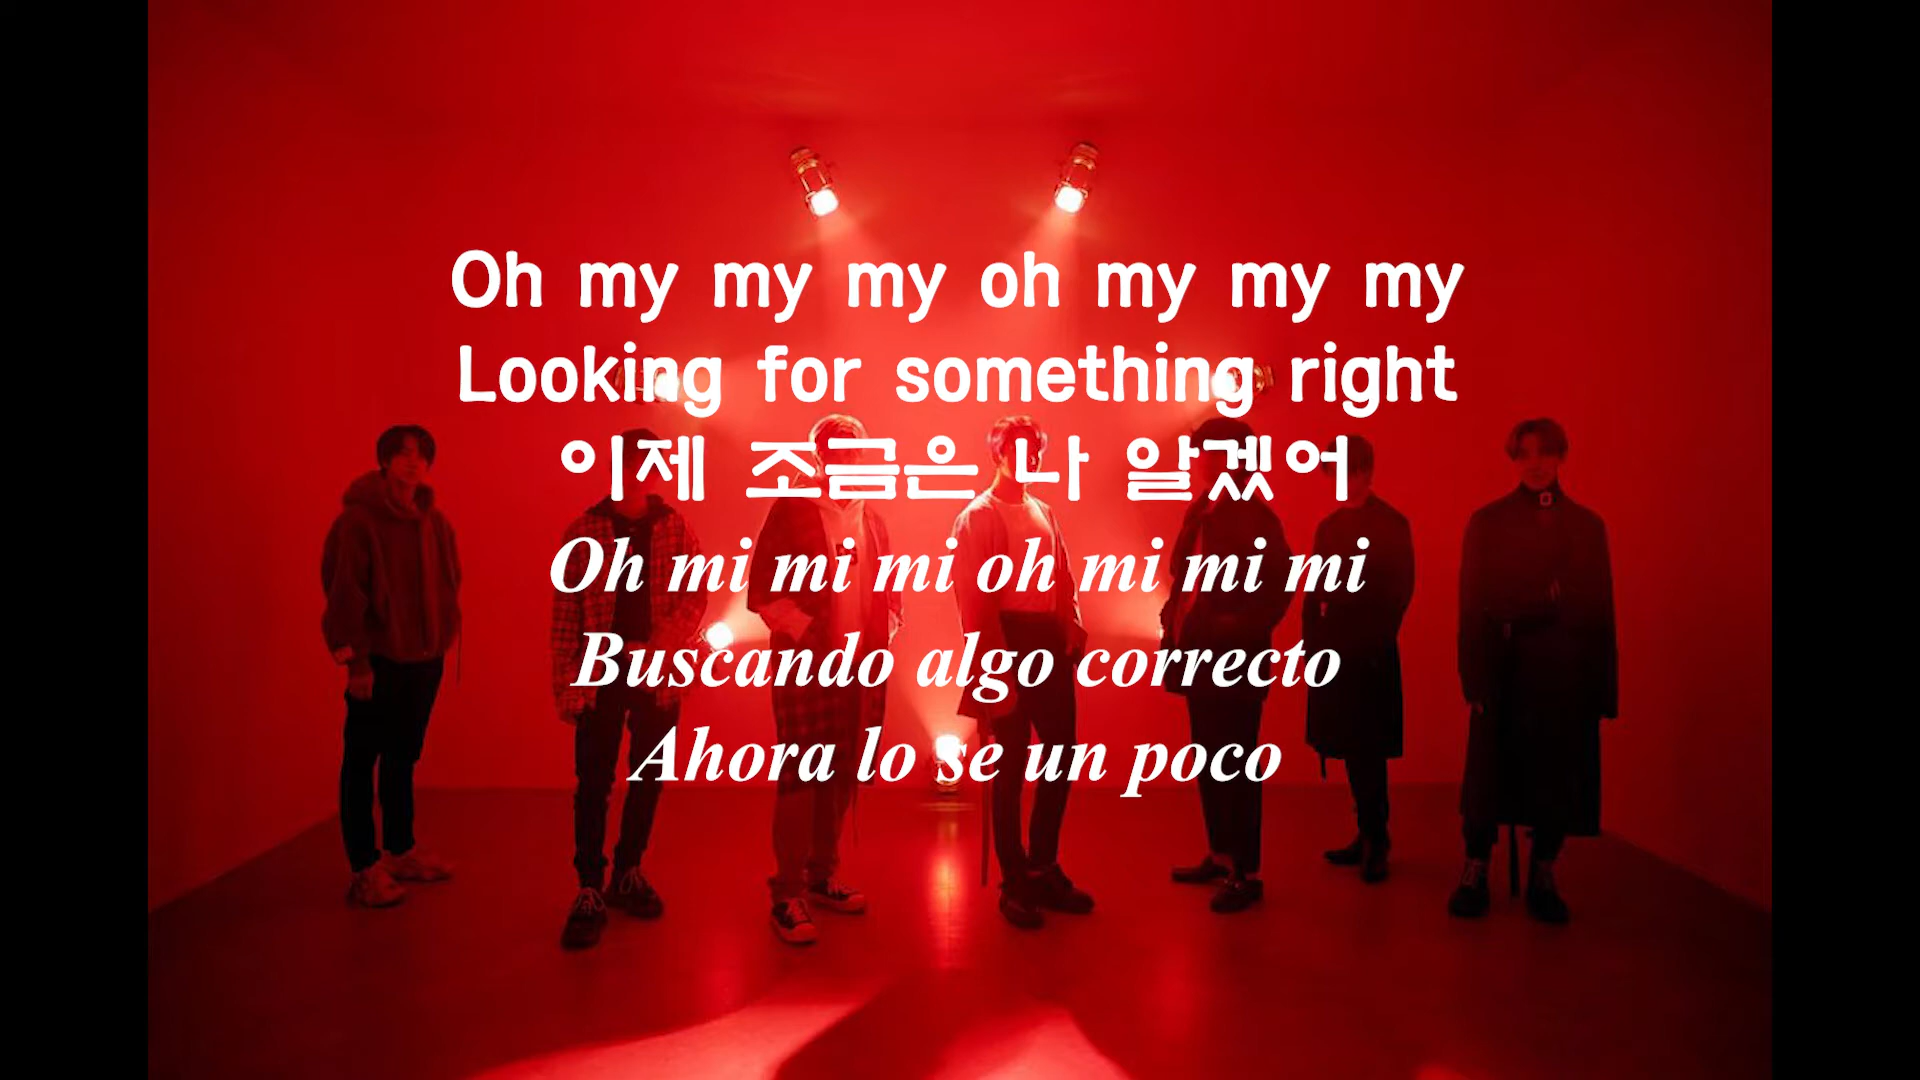 Oh my my my oh my my my
Looking for something right
이제 조금은 나 알겠어
Oh mi mi mi oh mi mi mi
Buscando algo correcto
Ahora lo se un poco